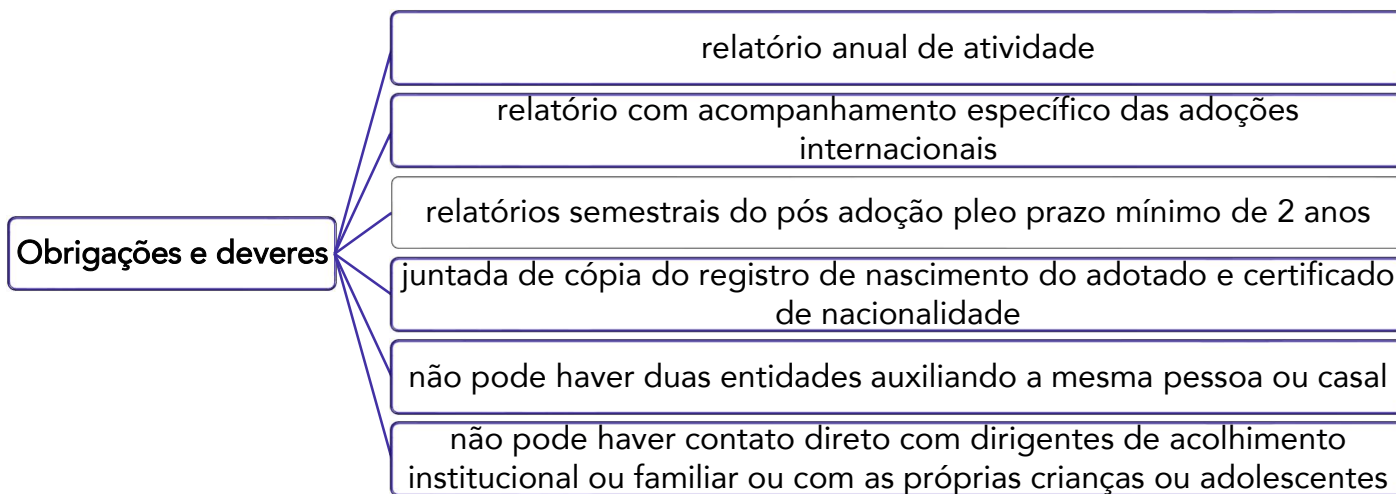 relatório anual de atividade
relatório com acompanhamento específico das adoções
internacionais
relatórios semestrais do pós adoção pleo prazo mínimo de 2 anos
Obrigações e deveres
juntada de cópia do registro de nascimento do adotado e certificado
de nacionalidade
não pode haver duas entidades auxiliando a mesma pessoa ou casal
não pode haver contato direto com dirigentes de acolhimento
institucional ou familiar ou com as próprias crianças ou adolescentes